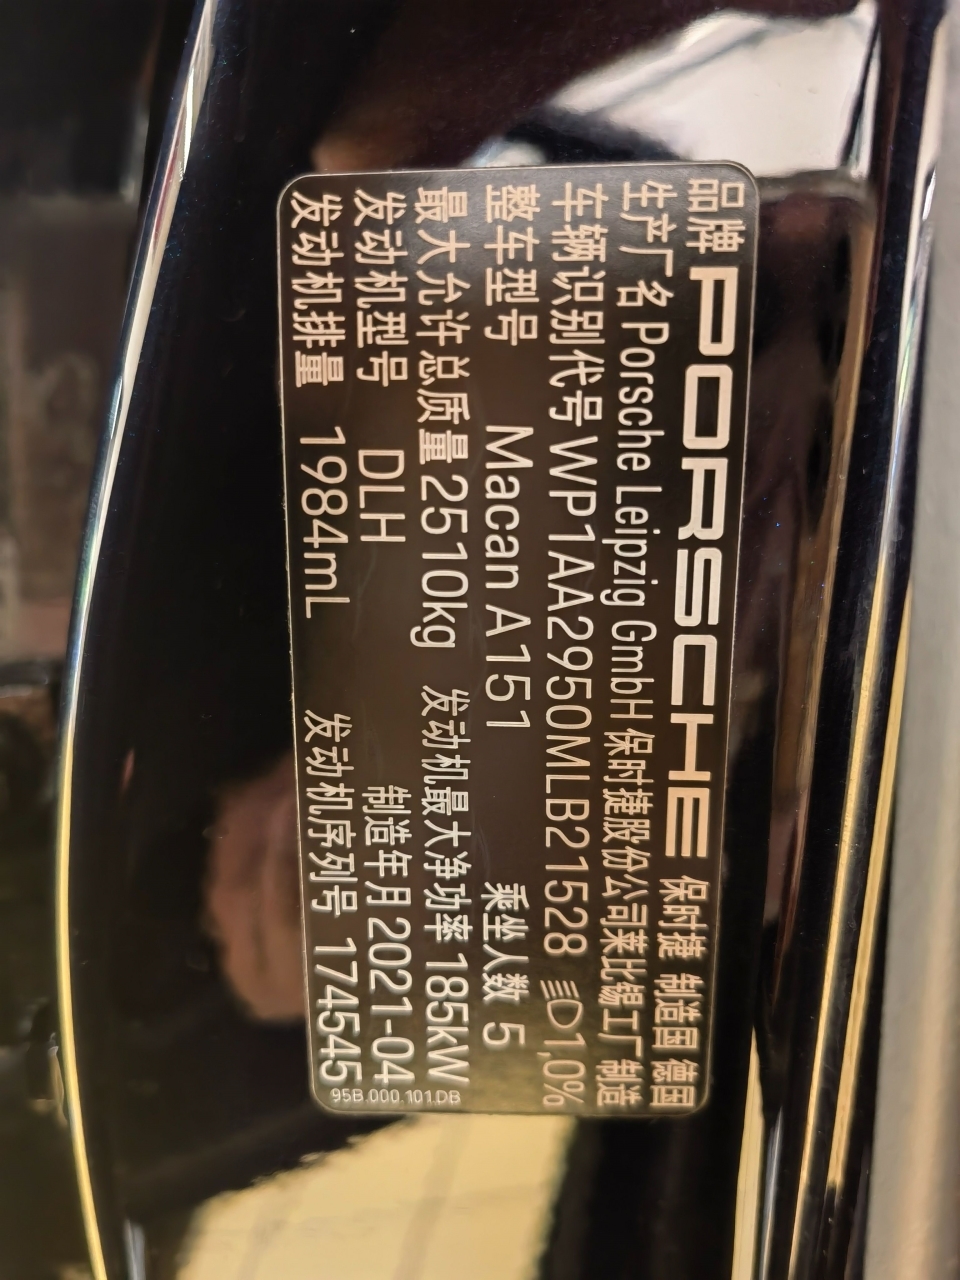 品牌 PORSCHE 保时捷 制造国 德国
生产厂名 Porsche Leipzig GmbH 保时捷股份公司莱比锡工厂 制造
车辆识别代号 WP1AA2950MLB21528 1,0%
整车型号 Macan A151 乘坐人数 5
最大允许总质量 2510kg 发动机最大净功率 185kW
发动机型号 DLH 制造年月 2021-04
发动机排量 1984mL 发动机序列号 174545
95B.000.101.DB